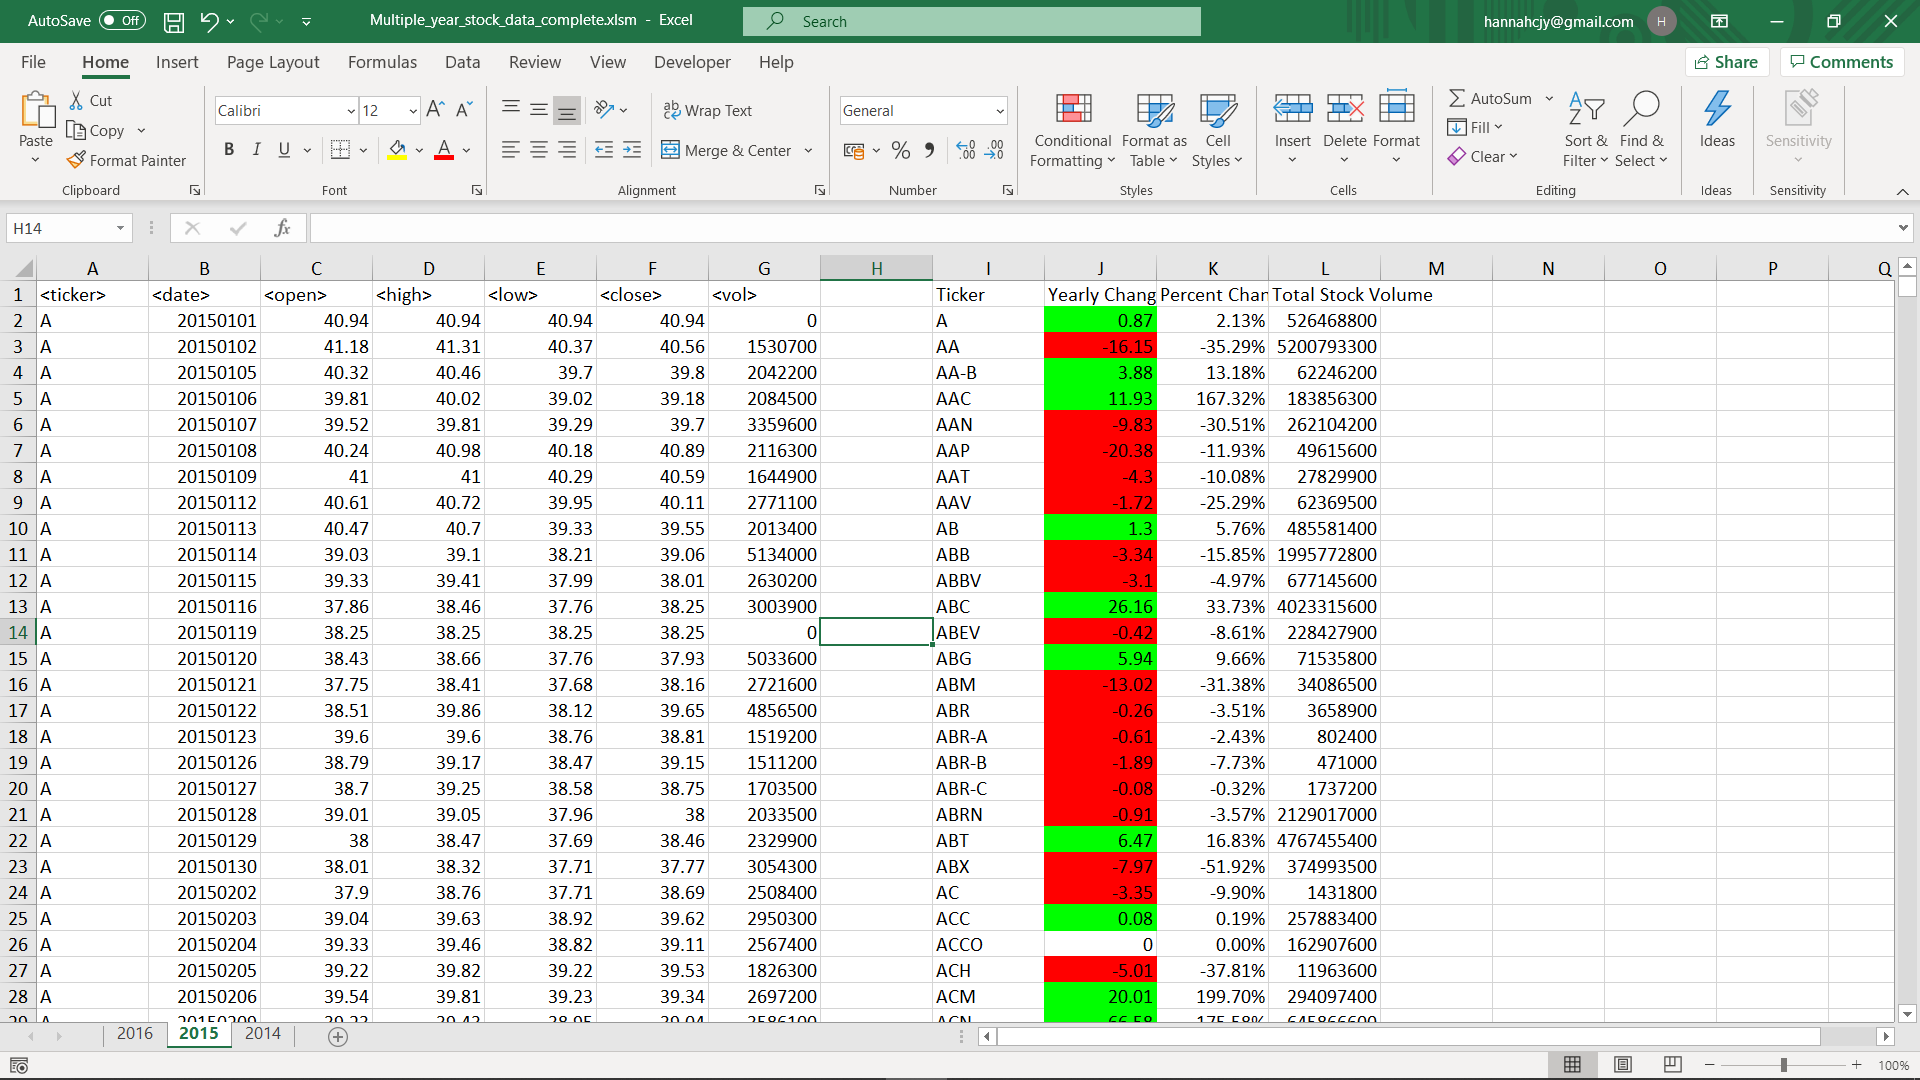 AutoSave Off Multiple_year_stock_data_complete.xlsm - Excel Search hannahcjy@gmail.com H
File Home Insert Page Layout Formulas Data Review View Developer Help Share Comments
Paste Cut Copy Format Painter
Calibri 12 A A
B I U A
ab Wrap Text
Merge & Center
General
% 9 .00 .00
Conditional Formatting Format as Table Cell Styles
Insert Delete Format
AutoSum Fill Clear
Sort & Filter Find & Select
Ideas
Sensitivity
Clipboard Font Alignment Number Styles Cells Editing Ideas Sensitivity
H14 fx
A B C D E F G H I J K L M N O P Q
1 <ticker> <date> <open> <high> <low> <close> <vol> Ticker Yearly Chang Percent Char Total Stock Volume
2 A 20150101 40.94 40.94 40.94 40.94 0 A 0.87 2.13% 526468800
3 A 20150102 41.18 41.31 40.37 40.56 1530700 AA -16.15 -35.29% 5200793300
4 A 20150105 40.32 40.46 39.7 39.8 2042200 AA-B 3.88 13.18% 62246200
5 A 20150106 39.81 40.02 39.02 39.18 2084500 AAC 11.93 167.32% 183856300
6 A 20150107 39.52 39.81 39.29 39.7 3359600 AAN -9.83 -30.51% 262104200
7 A 20150108 40.24 40.98 40.18 40.89 2116300 AAP -20.38 -11.93% 49615600
8 A 20150109 41 41 40.29 40.59 1644900 AAT -4.3 -10.08% 27829900
9 A 20150112 40.61 40.72 39.95 40.11 2771100 AAV -1.72 -25.29% 62369500
10 A 20150113 40.47 40.7 39.33 39.55 2013400 AB 1.3 5.76% 485581400
11 A 20150114 39.03 39.1 38.21 39.06 5134000 ABB -3.34 -15.85% 1995772800
12 A 20150115 39.33 39.41 37.99 38.01 2630200 ABBV -3.1 -4.97% 677145600
13 A 20150116 37.86 38.46 37.76 38.25 3003900 ABC 26.16 33.73% 4023315600
14 A 20150119 38.25 38.25 38.25 38.25 0 ABEV -0.42 -8.61% 228427900
15 A 20150120 38.43 38.66 37.76 37.93 5033600 ABG 5.94 9.66% 71535800
16 A 20150121 37.75 38.41 37.68 38.16 2721600 ABM -13.02 -31.38% 34086500
17 A 20150122 38.51 39.86 38.12 39.65 4856500 ABR -0.26 -3.51% 3658900
18 A 20150123 39.6 39.6 38.76 38.81 1519200 ABR-A -0.61 -2.43% 802400
19 A 20150126 38.79 39.17 38.47 39.15 1511200 ABR-B -1.89 -7.73% 471000
20 A 20150127 38.7 39.25 38.58 38.75 1703500 ABR-C -0.08 -0.32% 1737200
21 A 20150128 39.01 39.05 37.96 38 2033500 ABRN -0.91 -3.57% 2129017000
22 A 20150129 38 38.47 37.69 38.46 2329900 ABT 6.47 16.83% 4767455400
23 A 20150130 38.01 38.32 37.71 37.77 3054300 ABX -7.97 -51.92% 374993500
24 A 20150202 37.9 38.76 37.71 38.69 2508400 AC -3.35 -9.90% 1431800
25 A 20150203 39.04 39.63 38.92 39.62 2950300 ACC 0.08 0.19% 257883400
26 A 20150204 39.33 39.46 38.82 39.11 2567400 ACCO 0 0.00% 162907600
27 A 20150205 39.22 39.82 39.22 39.53 1826300 ACH -5.01 -37.81% 11963600
28 A 20150206 39.54 39.81 39.23 39.34 2697200 ACM 20.01 199.70% 294097400
2016 2015 2014
100%